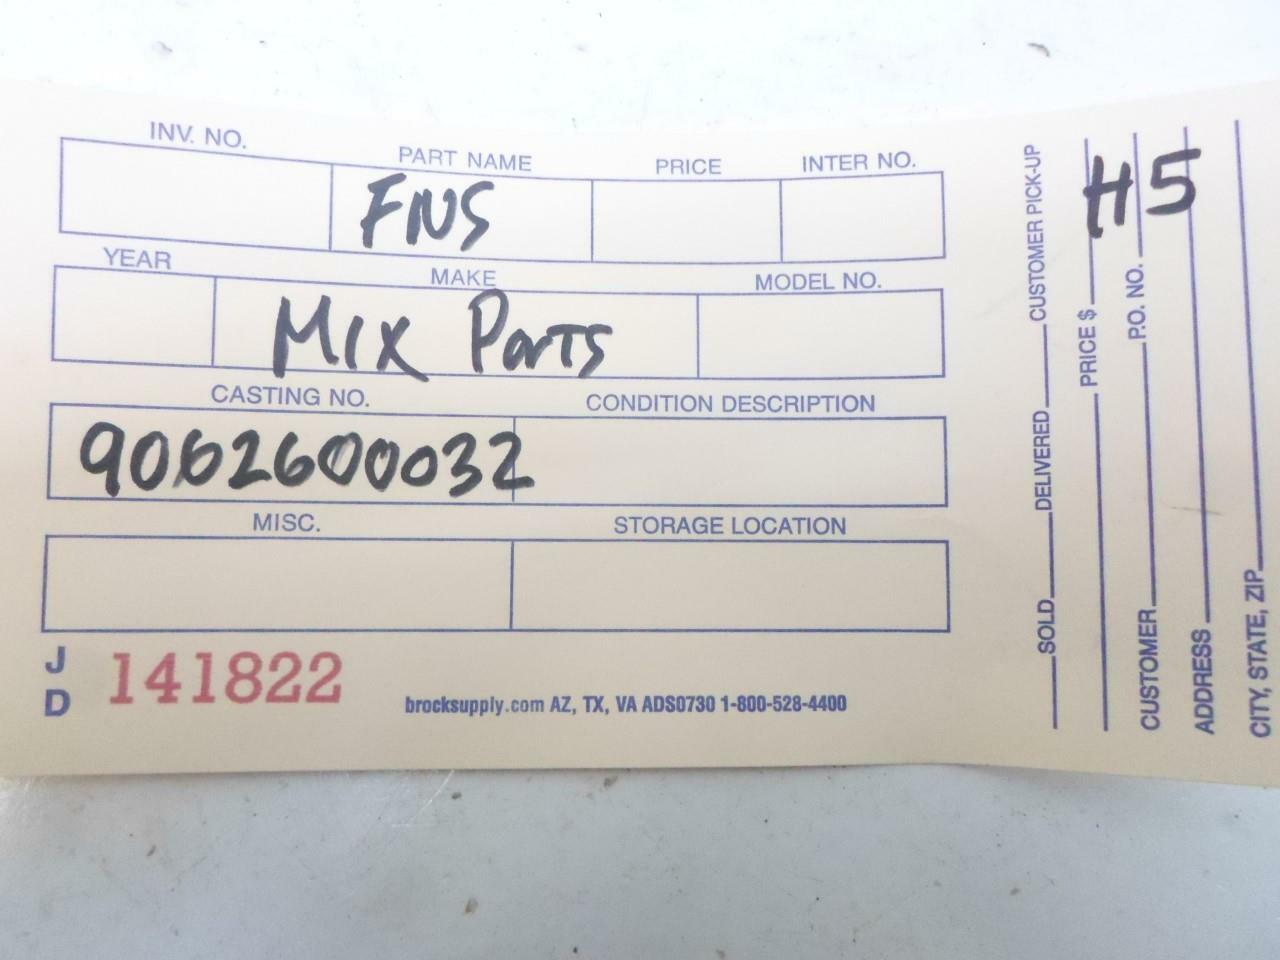 INV. NO. PART NAME PRICE INTER NO.
FNS
YEAR MAKE MODEL NO.
MIX Parts
CASTING NO. CONDITION DESCRIPTION
9062600032
MISC. STORAGE LOCATION
J D 141822
brocksupply.com AZ, TX, VA ADS0730 1-800-528-4400
SOLD DELIVERED CUSTOMER PICK-UP
PRICE $
H5
CUSTOMER P.O. NO.
ADDRESS
CITY, STATE, ZIP